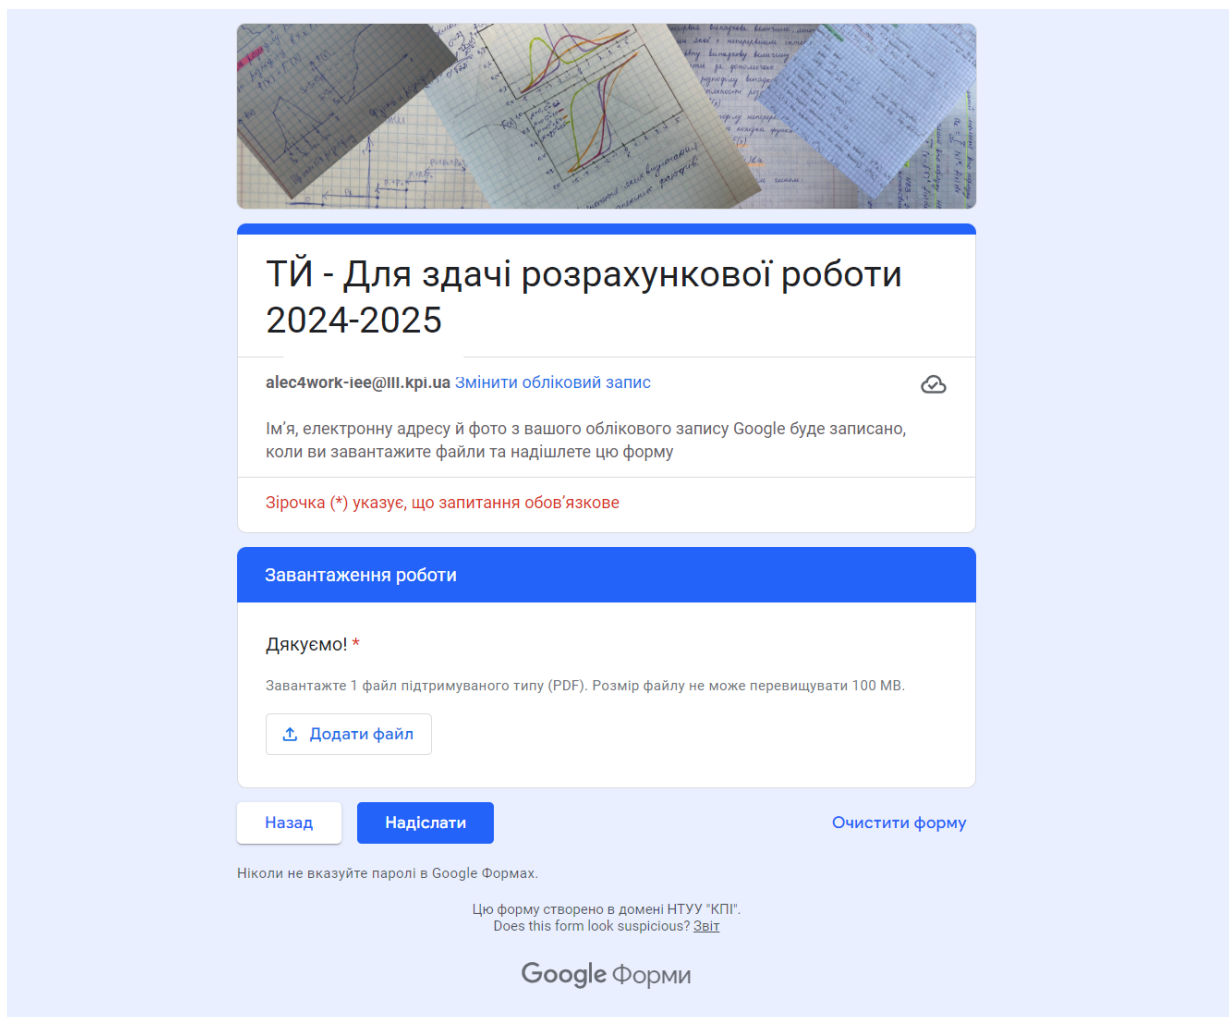 ТЙ - Для здачі розрахункової роботи
2024-2025
alec4work-iee@lll.kpi.ua Змінити обліковий запис
Ім’я, електронну адресу й фото з вашого облікового запису Google буде записано,
коли ви завантажите файли та надішлете цю форму
Зірочка (*) указує, що запитання обов’язкове
Завантаження роботи
Дякуємо! *
Завантажте 1 файл підтримуваного типу (PDF). Розмір файлу не може перевищувати 100 MB.
Додати файл
Назад
Надіслати
Очистити форму
Ніколи не вказуйте паролі в Google Формах.
Цю форму створено в домені НТУУ "КПІ".
Does this form look suspicious? Звіт
Google Форми